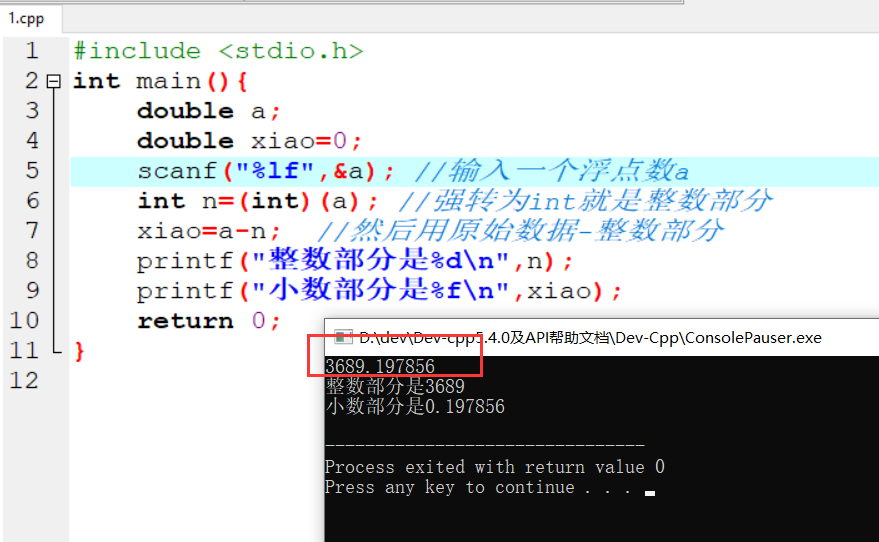 1.cpp
1 #include <stdio.h>
2 int main(){
3 double a;
4 double xiao=0;
5 scanf("%lf",&a); //输入一个浮点数a
6 int n=(int)(a); //强转为int就是整数部分
7 xiao=a-n; //然后用原始数据-整数部分
8 printf("整数部分是%d\n",n);
9 printf("小数部分是%f\n",xiao);
10 return 0;
11 }
12
D:\dev\Dev-cpp5.4.0及API帮助文档\Dev-Cpp\ConsolePauser.exe
3689.197856
整数部分是3689
小数部分是0.197856
--------------------------------
Process exited with return value 0
Press any key to continue . . .